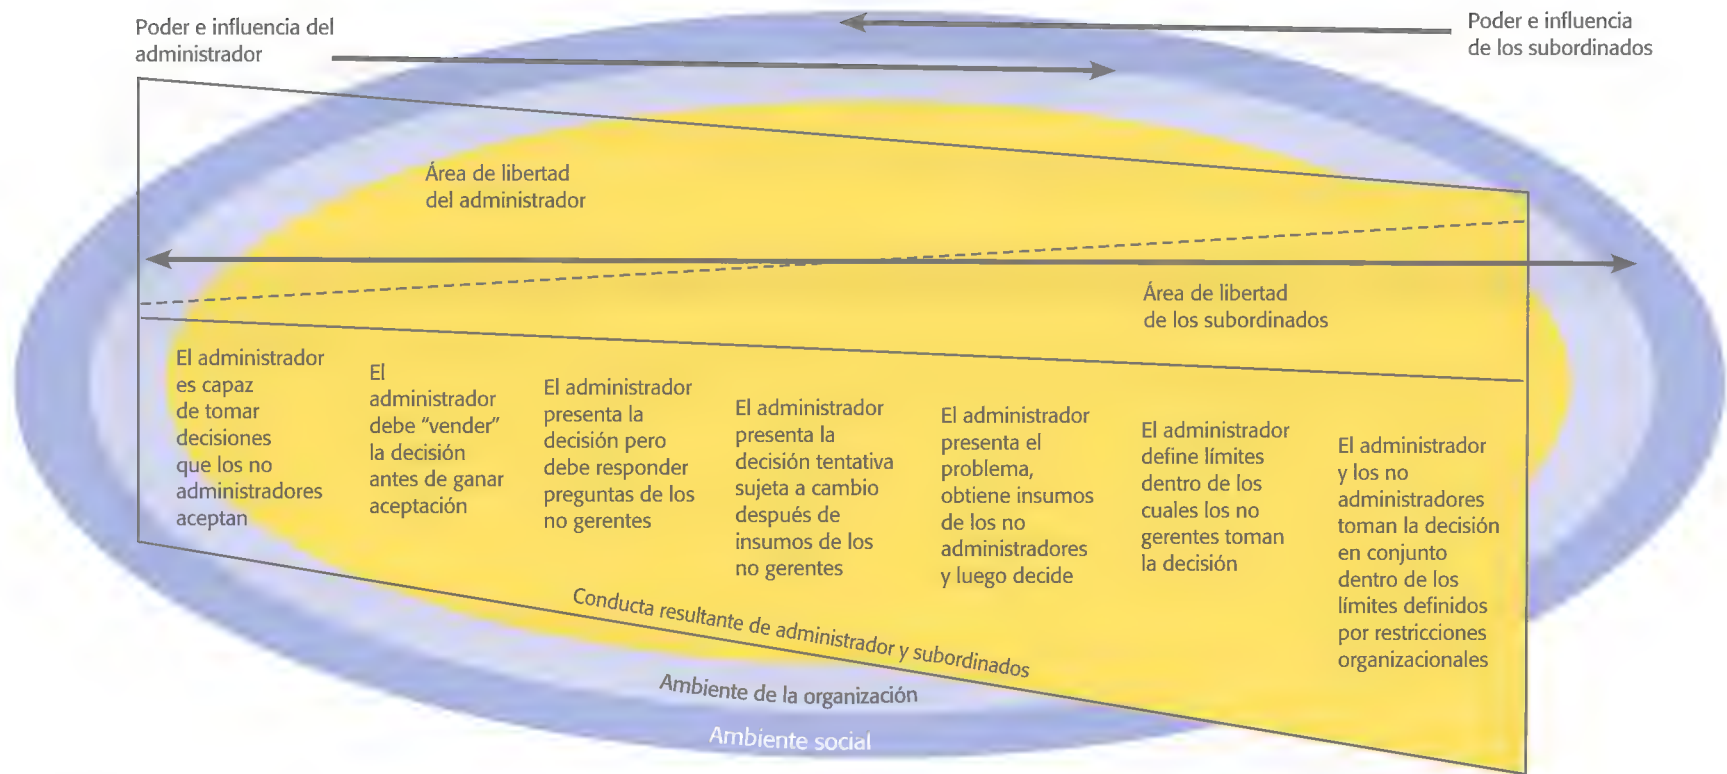 Poder e influencia del
administrador
Poder e influencia
de los subordinados
Área de libertad
del administrador
Área de libertad
de los subordinados
El administrador
es capaz
de tomar
decisiones
que los no
administradores
aceptan
El
administrador
debe “vender”
la decisión
antes de ganar
aceptación
El administrador
presenta la
decisión pero
debe responder
preguntas de los
no gerentes
El administrador
presenta la
decisión tentativa
sujeta a cambio
después de
insumos de los
no gerentes
El administrador
presenta el
problema,
obtiene insumos
de los no
administradores
y luego decide
El administrador
define límites
dentro de los
cuales los no
gerentes toman
la decisión
El administrador
y los no
administradores
toman la decisión
en conjunto
dentro de los
límites definidos
por restricciones
organizacionales
Conducta resultante de administrador y subordinados
Ambiente de la organización
Ambiente social